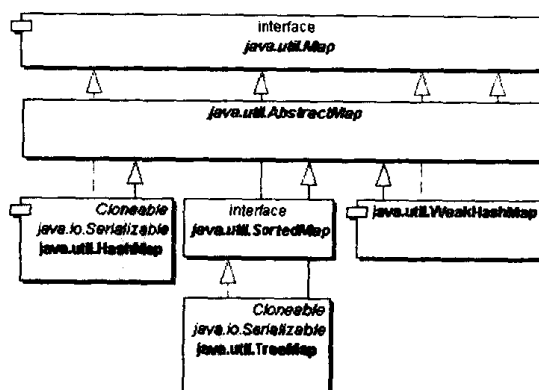 interface
java.util.Map
java.util.AbstractMap
Cloneable
java.io.Serializable
java.util.HashMap
interface
java.util.SortedMap
java.util.WeakHashMap
Cloneable
java.io.Serializable
java.util.TreeMap